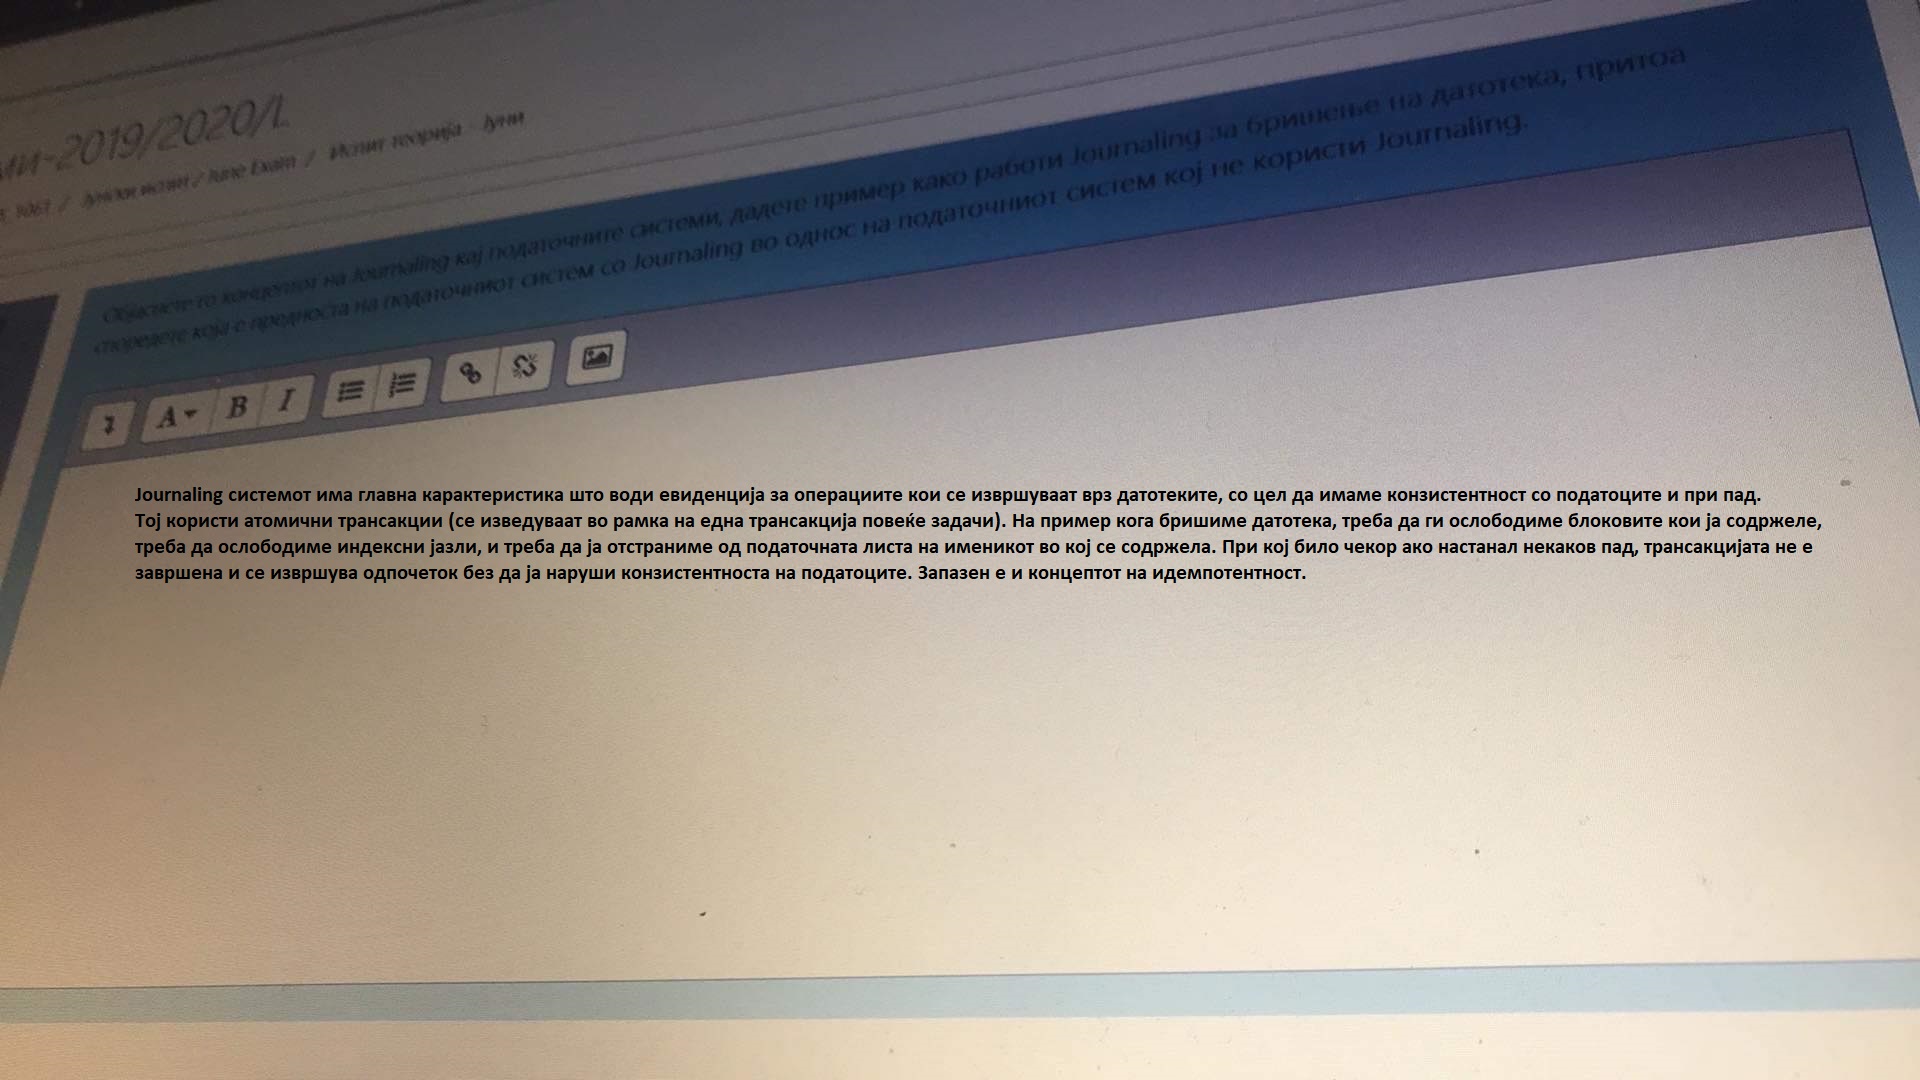 МИ-2019/2020/L
3L 3061 / Јунски испит / June Exam / Испит теорија - Јуни
Објаснете го концептот на Journaling кај податочните системи, дадете пример како работи Journaling за бришење на датотека, притоа
споредете која е предноста на податочниот систем со Journaling во однос на податочниот систем кој не користи Journaling.
A B I
Journaling системот има главна карактеристика што води евиденција за операциите кои се извршуваат врз датотеките, со цел да имаме конзистентност со податоците и при пад.
Тој користи атомични трансакции (се изведуваат во рамка на една трансакција повеќе задачи). На пример кога бришиме датотека, треба да ги ослободиме блоковите кои ја содржеле,
треба да ослободиме индексни јазли, и треба да ја отстраниме од податочната листа на именикот во кој се содржела. При кој било чекор ако настанал некаков пад, трансакцијата не е
завршена и се извршува одпочеток без да ја наруши конзистентноста на податоците. Запазен е и концептот на идемпотентност.